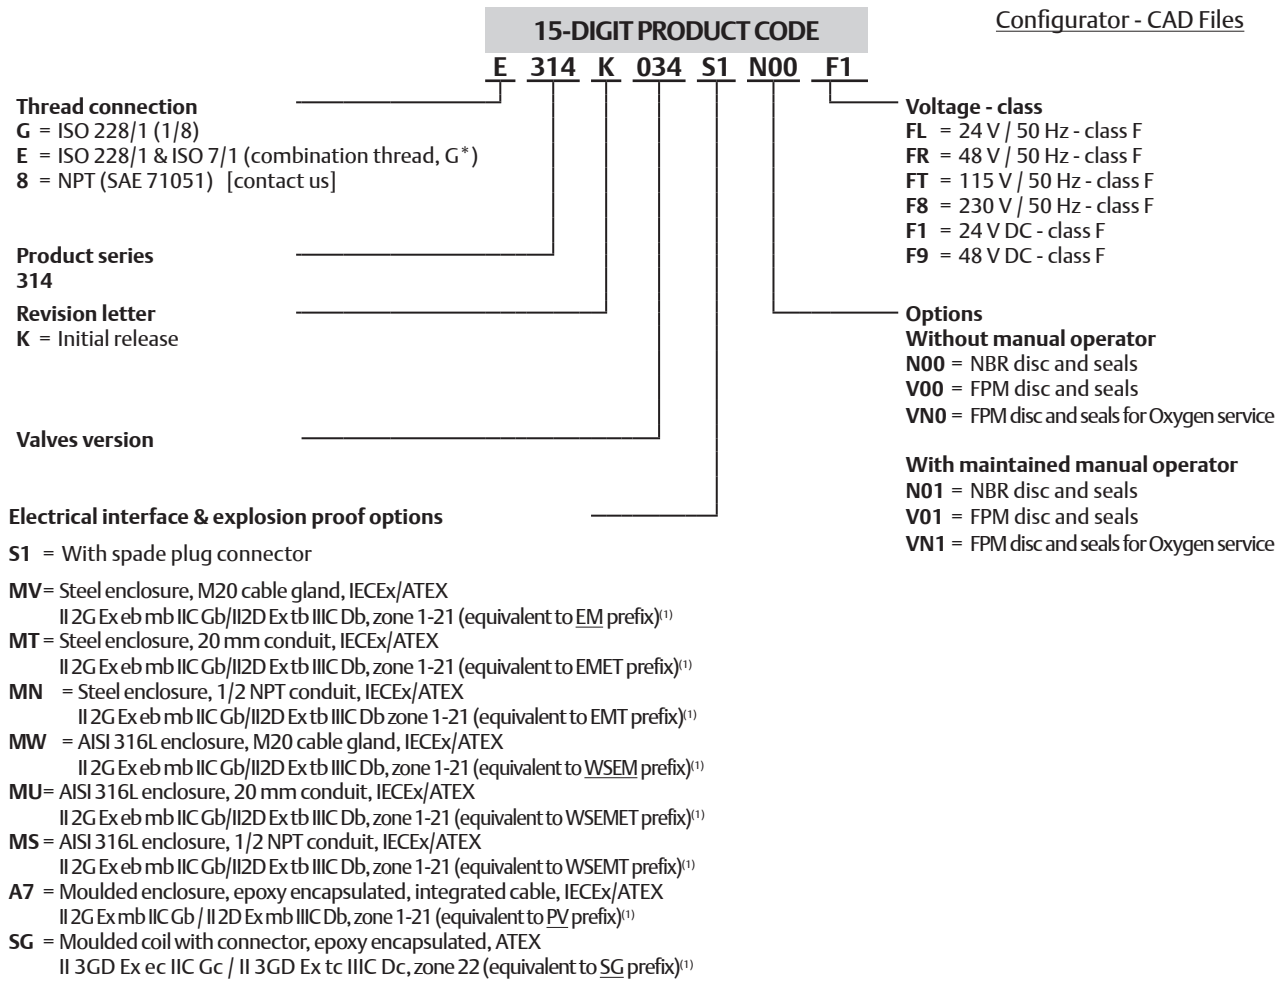 15-DIGIT PRODUCT CODE
Configurator - CAD Files
E 314 K 034 S1 N00 F1
Thread connection
G = ISO 228/1 (1/8)
E = ISO 228/1 & ISO 7/1 (combination thread, G*)
8 = NPT (SAE 71051) [contact us]
Product series
314
Revision letter
K = Initial release
Valves version
Electrical interface & explosion proof options
S1 = With spade plug connector
MV= Steel enclosure, M20 cable gland, IECEx/ATEX
II 2G Ex eb mb IIC Gb/II2D Ex tb IIIC Db, zone 1-21 (equivalent to EM prefix)(1)
MT = Steel enclosure, 20 mm conduit, IECEx/ATEX
II 2G Ex eb mb IIC Gb/II2D Ex tb IIIC Db, zone 1-21 (equivalent to EMET prefix)(1)
MN = Steel enclosure, 1/2 NPT conduit, IECEx/ATEX
II 2G Ex eb mb IIC Gb/II2D Ex tb IIIC Db zone 1-21 (equivalent to EMT prefix)(1)
MW = AISI 316L enclosure, M20 cable gland, IECEx/ATEX
II 2G Ex eb mb IIC Gb/II2D Ex tb IIIC Db, zone 1-21 (equivalent to WSEM prefix)(1)
MU= AISI 316L enclosure, 20 mm conduit, IECEx/ATEX
II 2G Ex eb mb IIC Gb/II2D Ex tb IIIC Db, zone 1-21 (equivalent to WSEMET prefix)(1)
MS = AISI 316L enclosure, 1/2 NPT conduit, IECEx/ATEX
II 2G Ex eb mb IIC Gb/II2D Ex tb IIIC Db, zone 1-21 (equivalent to WSEMT prefix)(1)
A7 = Moulded enclosure, epoxy encapsulated, integrated cable, IECEx/ATEX
II 2G Ex mb IIC Gb / II 2D Ex mb IIIC Db, zone 1-21 (equivalent to PV prefix)(1)
SG = Moulded coil with connector, epoxy encapsulated, ATEX
II 3GD Ex ec IIC Gc / II 3GD Ex tc IIIC Dc, zone 22 (equivalent to SG prefix)(1)
Voltage - class
FL = 24 V / 50 Hz - class F
FR = 48 V / 50 Hz - class F
FT = 115 V / 50 Hz - class F
F8 = 230 V / 50 Hz - class F
F1 = 24 V DC - class F
F9 = 48 V DC - class F
Options
Without manual operator
N00 = NBR disc and seals
V00 = FPM disc and seals
VN0 = FPM disc and seals for Oxygen service
With maintained manual operator
N01 = NBR disc and seals
V01 = FPM disc and seals
VN1 = FPM disc and seals for Oxygen service